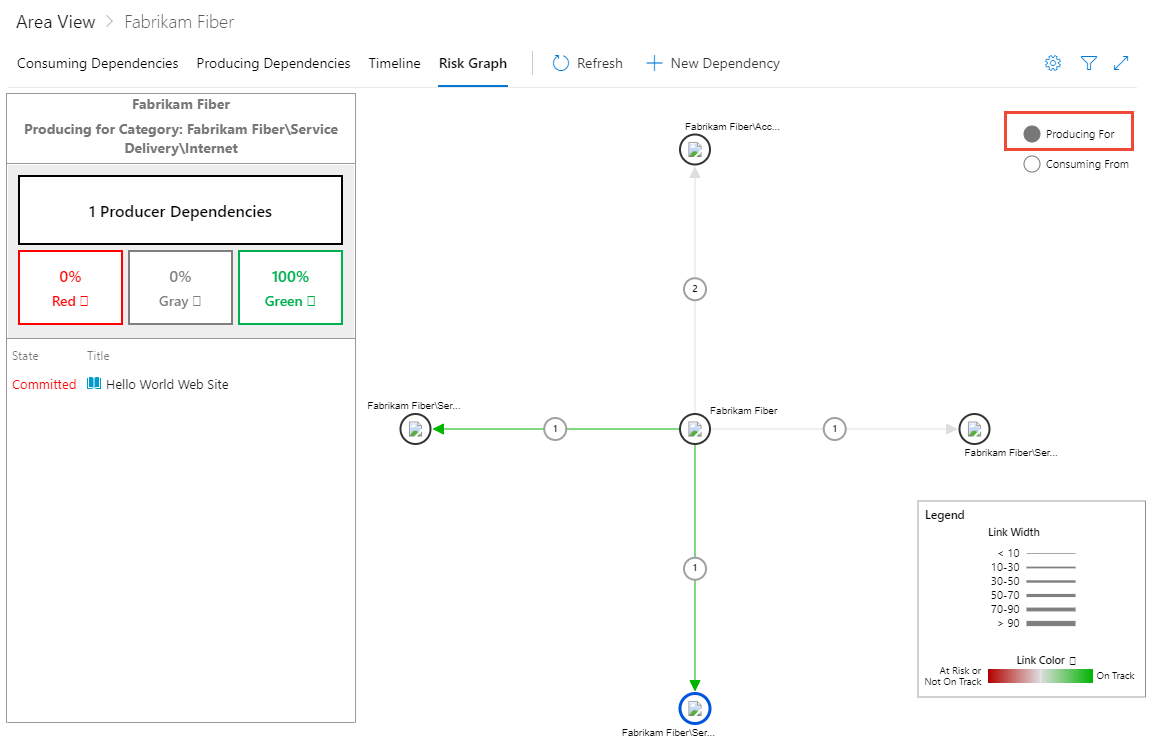 Area View > Fabrikam Fiber
Consuming Dependencies Producing Dependencies Timeline Risk Graph Refresh New Dependency
Fabrikam Fiber
Producing for Category: Fabrikam Fiber\Service
Delivery\Internet
1 Producer Dependencies
0%
Red
0%
Gray
100%
Green
State Title
Committed Hello World Web Site
Fabrikam Fiber\Acc...
2
Fabrikam Fiber\Ser...
1
Fabrikam Fiber
1
Fabrikam Fiber\Ser...
1
Fabrikam Fiber\Ser...
Producing For
Consuming From
Legend
Link Width
< 10
10-30
30-50
50-70
70-90
> 90
Link Color
At Risk or
Not On Track
On Track